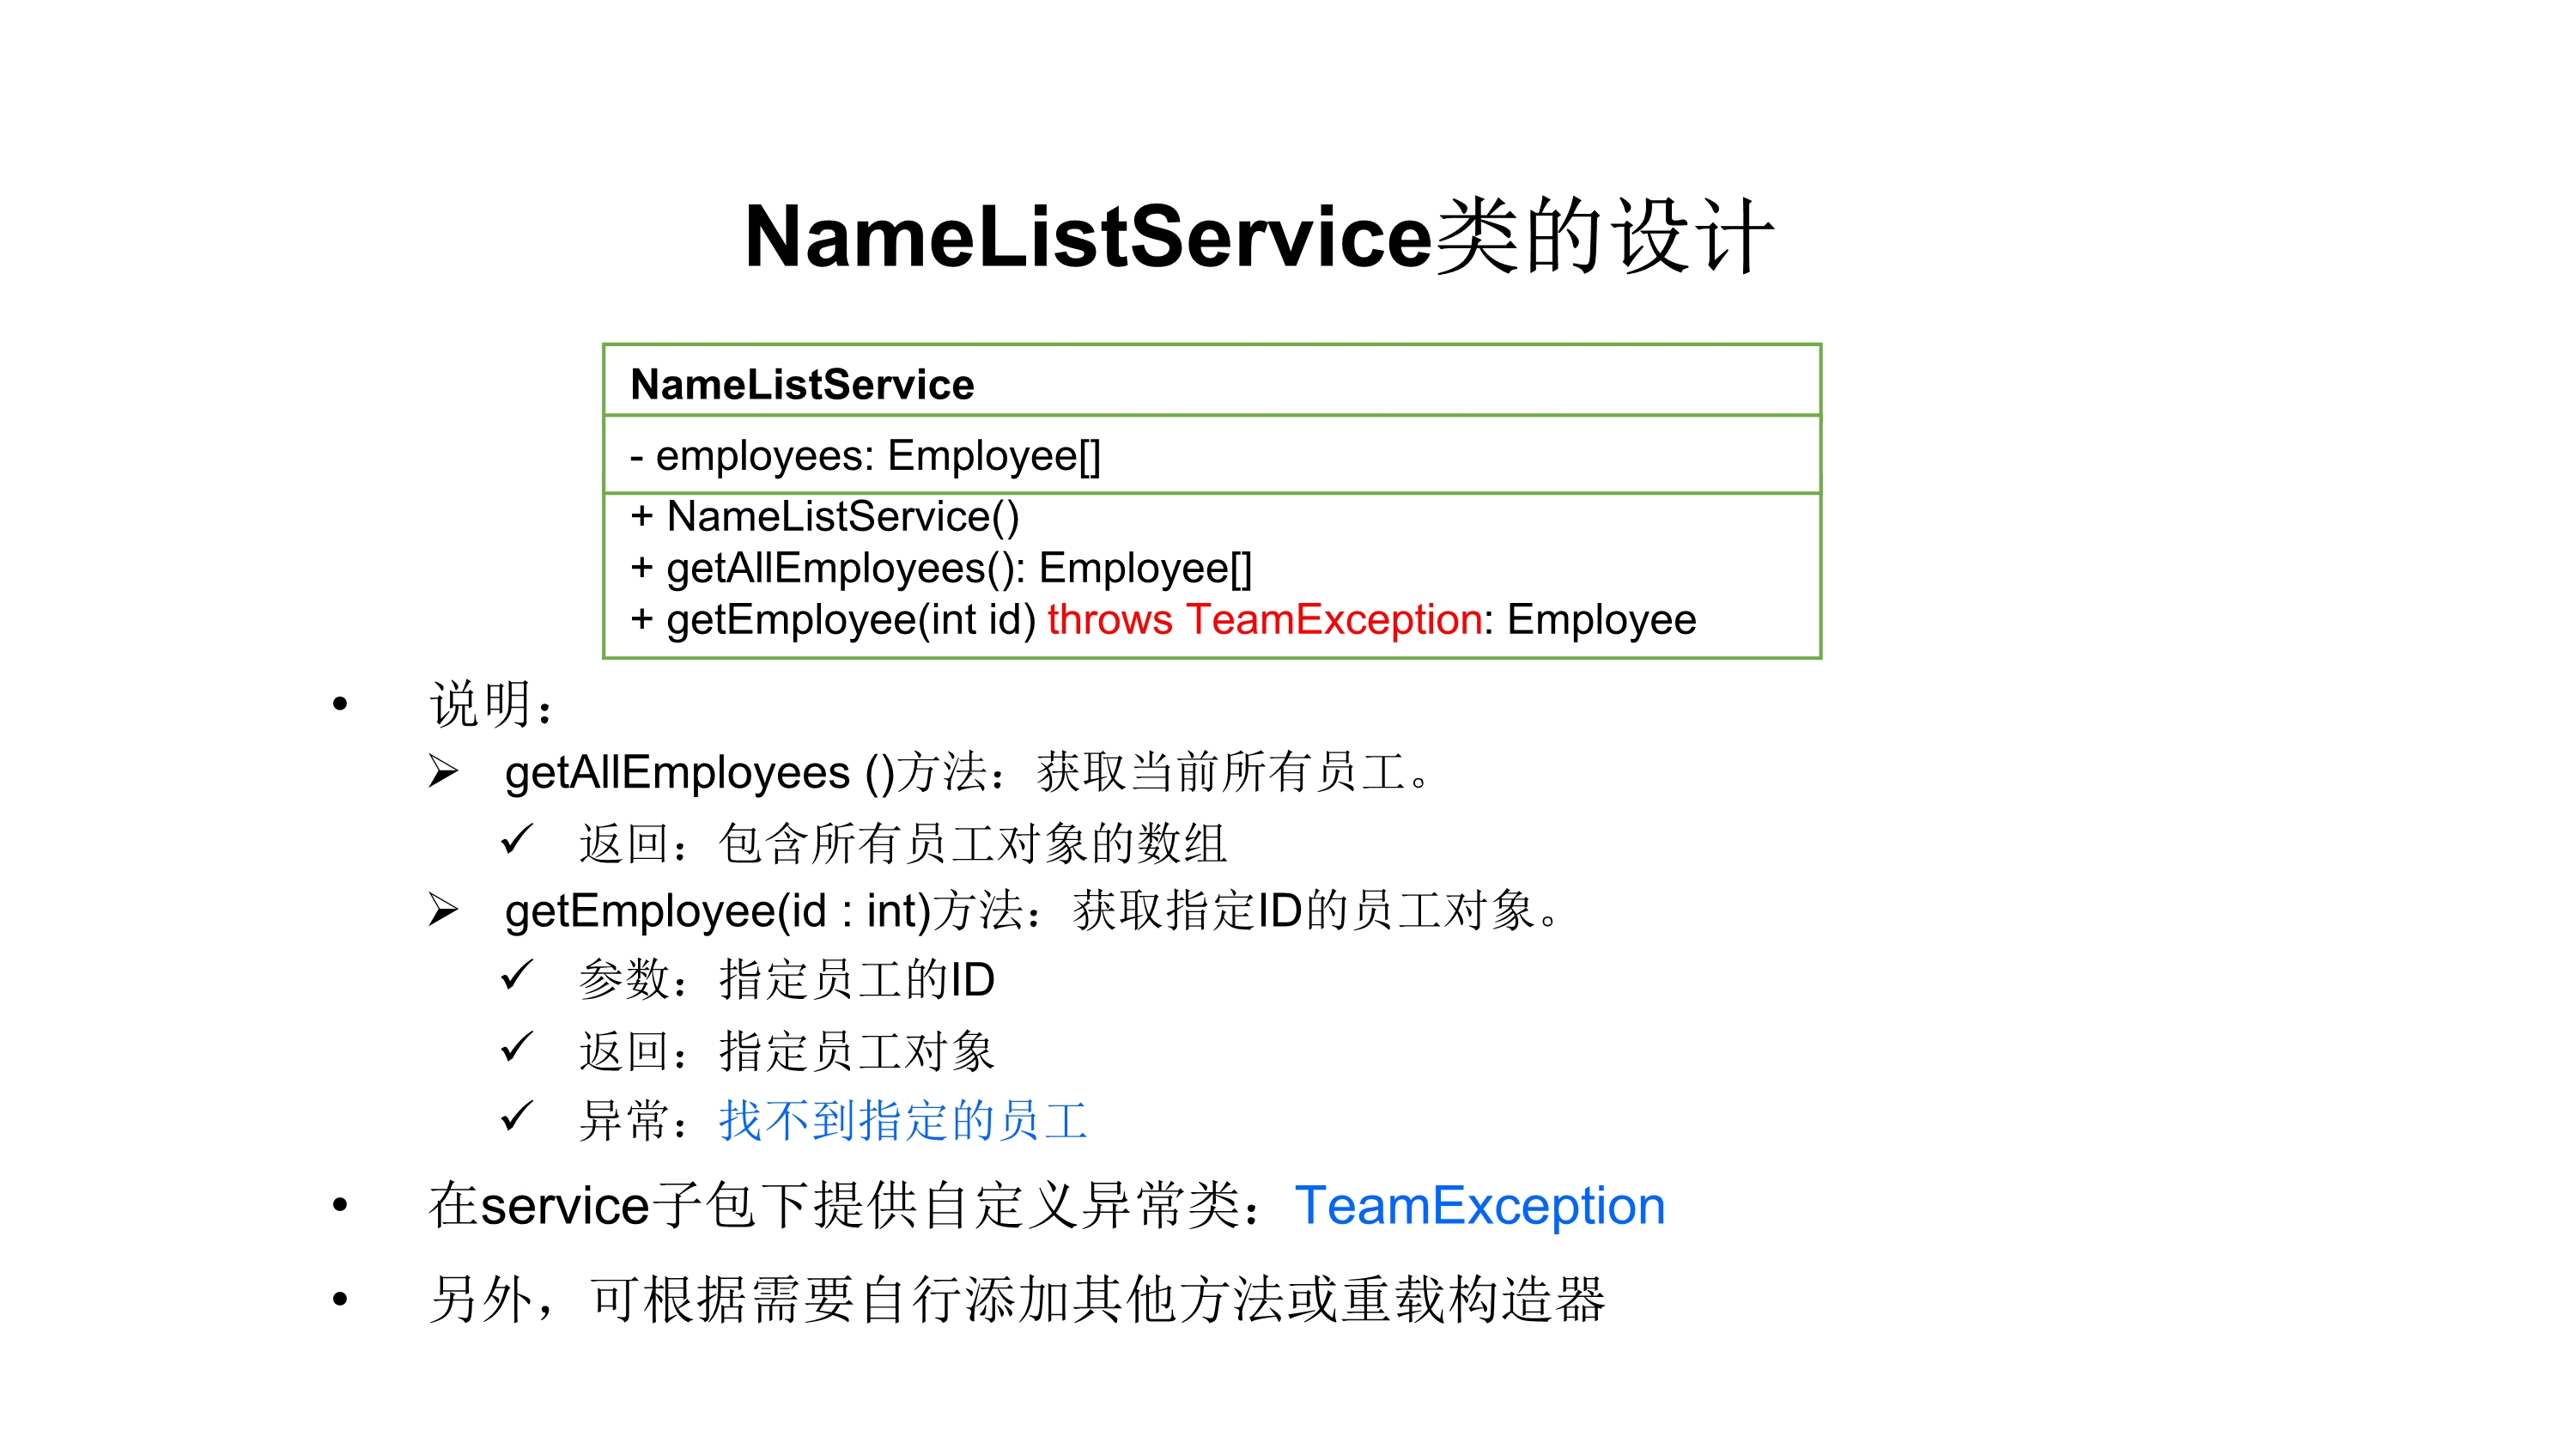 NameListService类的设计
NameListService
- employees: Employee[]
+ NameListService()
+ getAllEmployees(): Employee[]
+ getEmployee(int id) throws TeamException: Employee
• 说明：
➢ getAllEmployees ()方法：获取当前所有员工。
✓ 返回：包含所有员工对象的数组
➢ getEmployee(id : int)方法：获取指定ID的员工对象。
✓ 参数：指定员工的ID
✓ 返回：指定员工对象
✓ 异常：找不到指定的员工
• 在service子包下提供自定义异常类：TeamException
• 另外，可根据需要自行添加其他方法或重载构造器